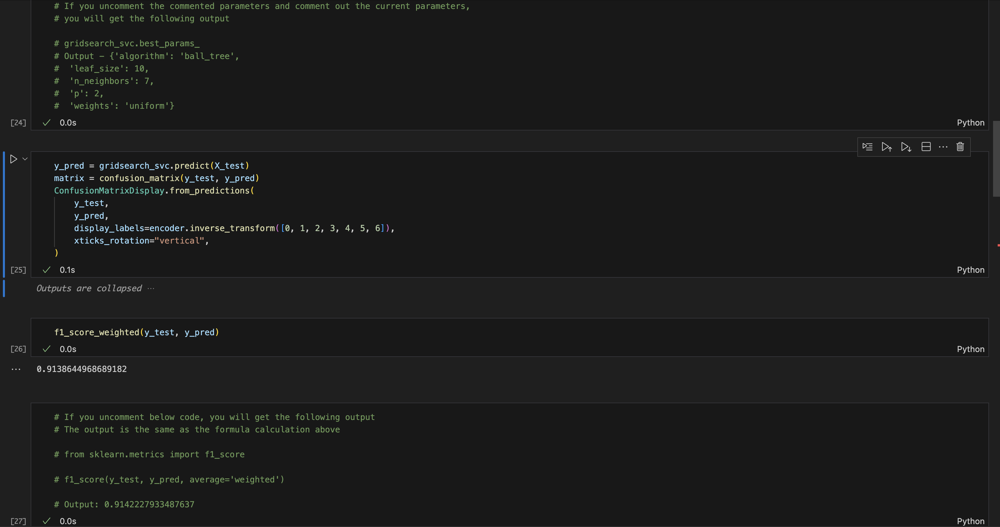 # If you uncomment the commented parameters and comment out the current parameters,
# you will get the following output
# gridsearch_svc.best_params_
# Output - {'algorithm': 'ball_tree',
#  'leaf_size': 10,
#  'n_neighbors': 7,
#  'p': 2,
#  'weights': 'uniform'}
[24] 0.0s Python
y_pred = gridsearch_svc.predict(X_test)
matrix = confusion_matrix(y_test, y_pred)
ConfusionMatrixDisplay.from_predictions(
    y_test,
    y_pred,
    display_labels=encoder.inverse_transform([0, 1, 2, 3, 4, 5, 6]),
    xticks_rotation="vertical",
)
[25] 0.1s Python
Outputs are collapsed ...
f1_score_weighted(y_test, y_pred)
[26] 0.0s Python
... 0.9138644968689182
# If you uncomment below code, you will get the following output
# The output is the same as the formula calculation above
# from sklearn.metrics import f1_score
# f1_score(y_test, y_pred, average='weighted')
# Output: 0.9142227933487637
[27] 0.0s Python